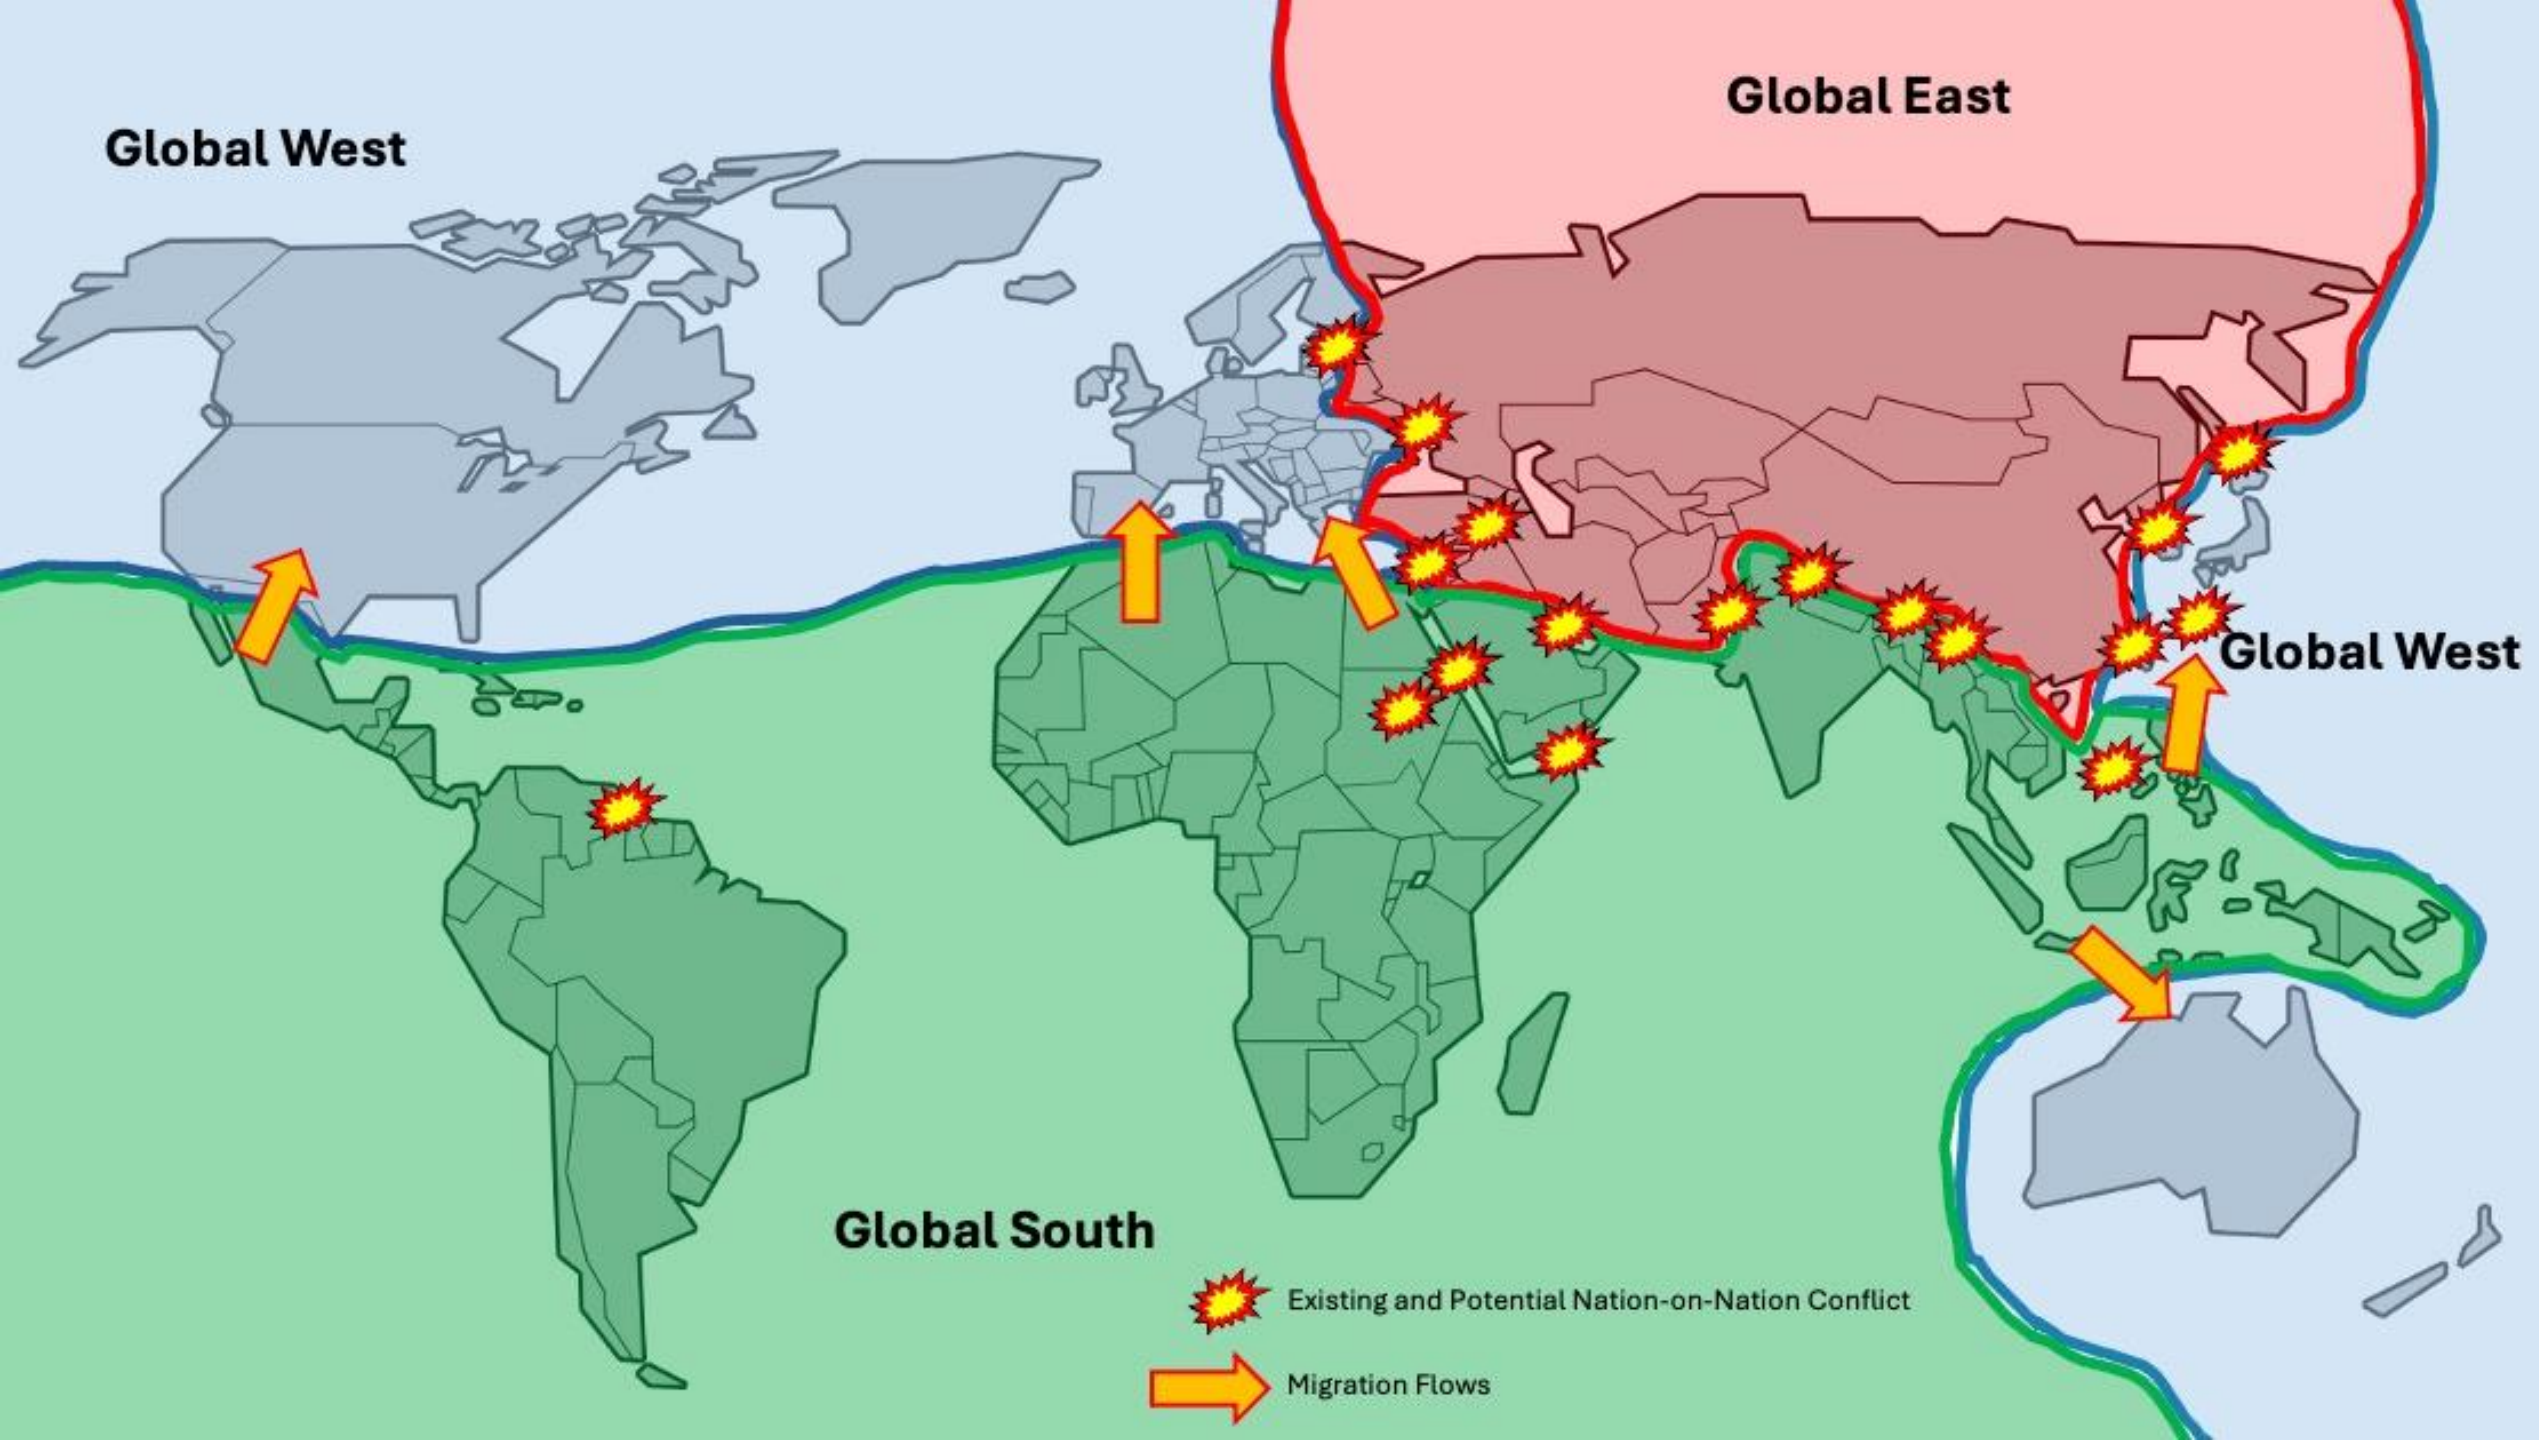 Global East
Global West
Global West
Global South
Existing and Potential Nation-on-Nation Conflict
Migration Flows